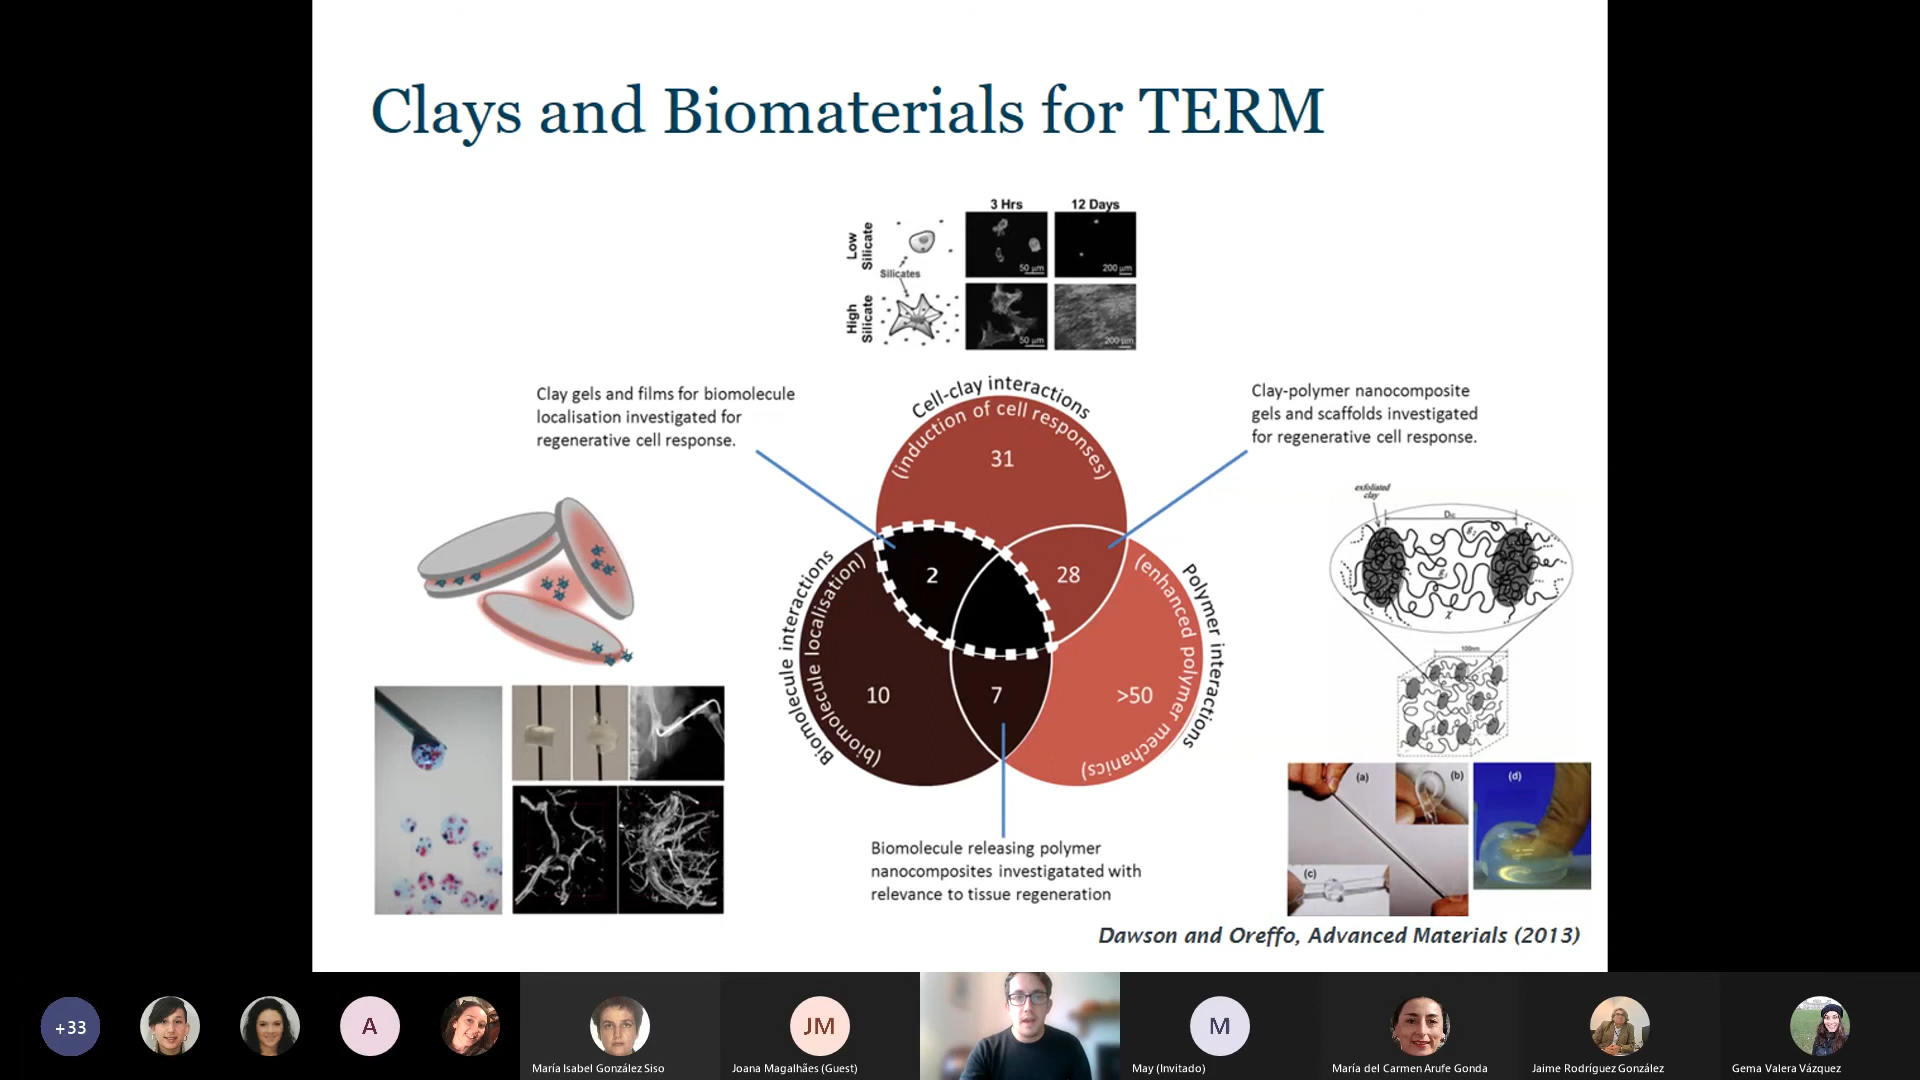 Clays and Biomaterials for TERM
3 Hrs
12 Days
Low
Silicate
Silicates
High
Silicate
50 µm
200 µm
50 µm
200 µm
Clay gels and films for biomolecule
localisation investigated for
regenerative cell response.
Clay-polymer nanocomposite
gels and scaffolds investigated
for regenerative cell response.
Cell-clay interactions
(induction of cell responses)
31
2
28
Biomolecule interactions
(biomolecule localisation)
10
7
>50
Polymer interactions
(enhanced polymer mechanics)
exfoliated
clay
100nm
(a)
(b)
(c)
(d)
Biomolecule releasing polymer
nanocomposites investigatated with
relevance to tissue regeneration
Dawson and Oreffo, Advanced Materials (2013)
+33
A
María Isabel González Siso
JM
Joana Magalhães (Guest)
M
May (Invitado)
María del Carmen Arufe Gonda
Jaime Rodríguez González
Gema Valera Vázquez